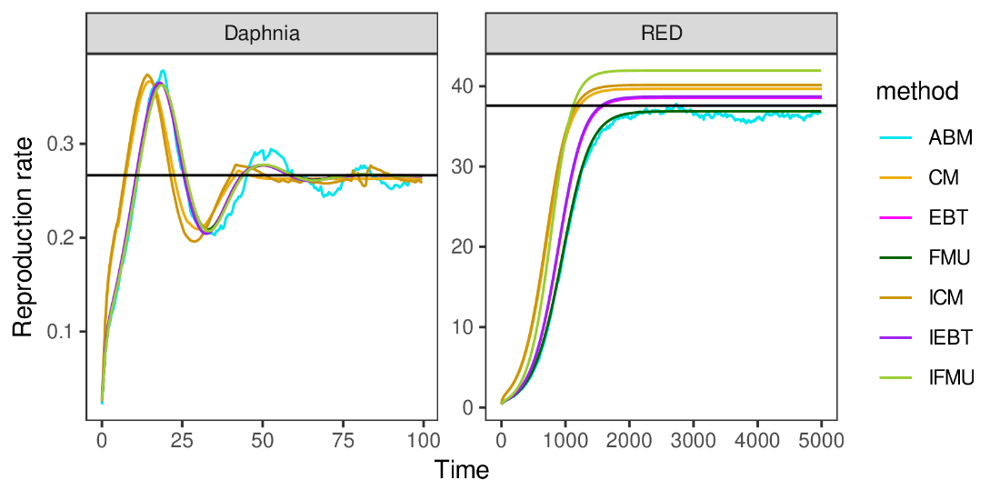 Daphnia
RED
Reproduction rate
0.3
0.2
0.1
0 25 50 75 100
40
30
20
10
0
0 1000 2000 3000 4000 5000
Time
method
ABM
CM
EBT
FMU
ICM
IEBT
IFMU